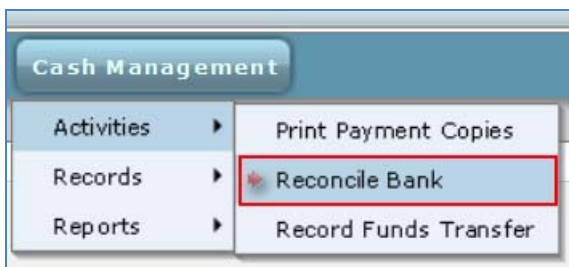 Cash Management
Activities
Records
Reports
Print Payment Copies
Reconcile Bank
Record Funds Transfer